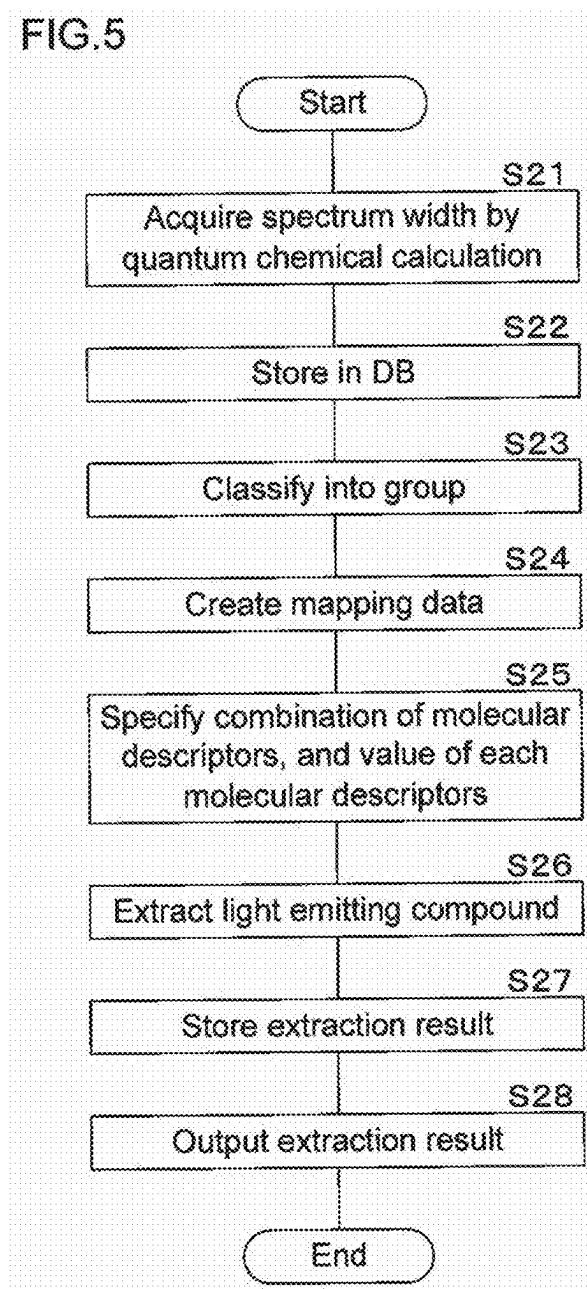 FIG.5
Start
S21
Acquire spectrum width by
quantum chemical calculation
S22
Store in DB
S23
Classify into group
S24
Create mapping data
S25
Specify combination of molecular
descriptors, and value of each
molecular descriptors
S26
Extract light emitting compound
S27
Store extraction result
S28
Output extraction result
End